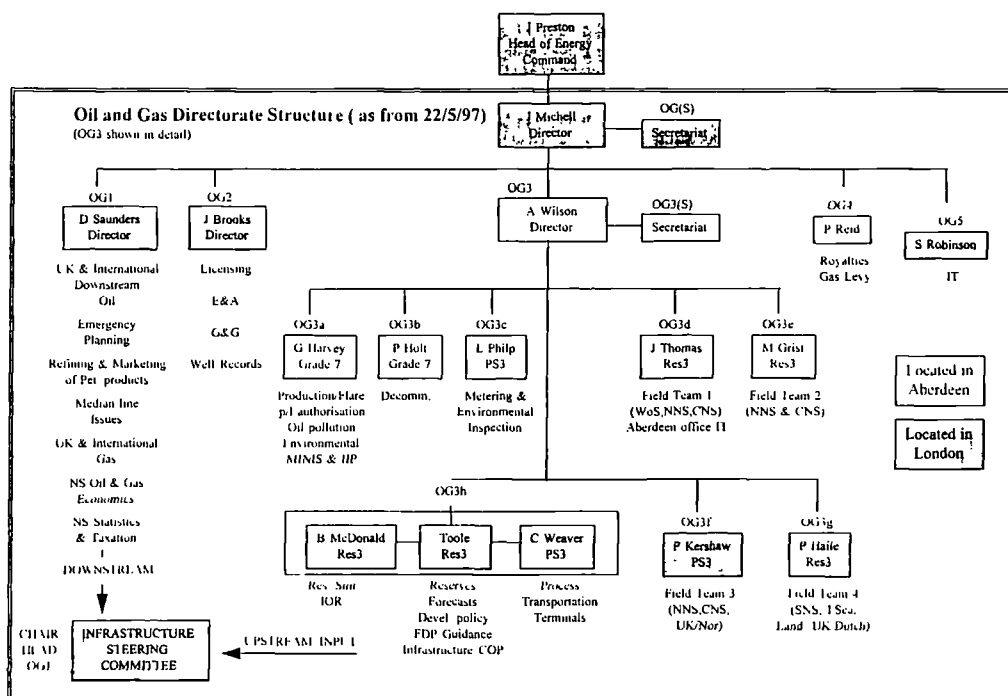 J Preston
Head of Energy
Command
Oil and Gas Directorate Structure ( as from 22/5/97)
(OG3 shown in detail)
J Michell
Director
OG(S)
Secretariat
OG1
D Saunders
Director
UK & International
Downstream
Oil
Emergency
Planning
Refining & Marketing
of Pet products
Median line
Issues
UK & International
Gas
NS Oil & Gas
Economics
NS Statistics
& Taxation
DOWNSTREAM
OG2
J Brooks
Director
Licensing
E&A
G&G
Well Records
OG3
A Wilson
Director
OG3(S)
Secretariat
OG4
P Reid
Royalties
Gas Levy
OG5
S Robinson
IT
OG3a
G Harvey
Grade 7
Production/Flare
p/l authorisation
Oil pollution
Environmental
MINIS & IIP
OG3b
P Holt
Grade 7
Decomm.
OG3c
L Philp
PS3
Metering &
Environmental
Inspection
OG3d
J Thomas
Res3
Field Team 1
(WoS,NNS,CNS)
Aberdeen office IT
OG3e
M Grist
Res3
Field Team 2
(NNS & CNS)
Located in
Aberdeen
Located in
London
OG3h
B McDonald
Res3
Res. Sim
IOR
Toole
Res3
Reserves
Forecasts
Devel. policy
FDP Guidance
Infrastructure COP
C Weaver
PS3
Process
Transportation
Terminals
OG3f
P Kershaw
PS3
Field Team 3
(NNS,CNS,
UK/Nor)
OG3g
P Haile
Res3
Field Team 4
(SNS, I Sea,
Land UK Dutch)
CHAIR
HEAD
OG1
INFRASTRUCTURE
STEERING
COMMITTEE
UPSTREAM INPUT